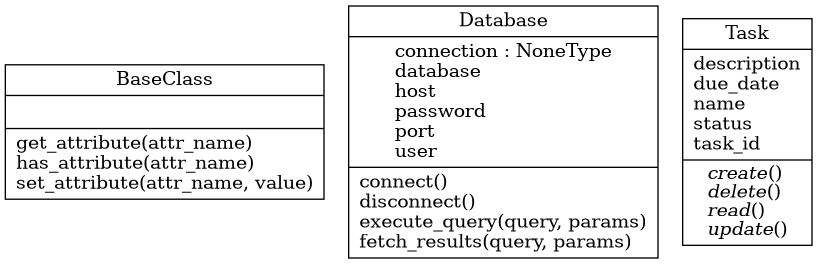 BaseClass
get_attribute(attr_name)
has_attribute(attr_name)
set_attribute(attr_name, value)
Database
connection : NoneType
database
host
password
port
user
connect()
disconnect()
execute_query(query, params)
fetch_results(query, params)
Task
description
due_date
name
status
task_id
create()
delete()
read()
update()